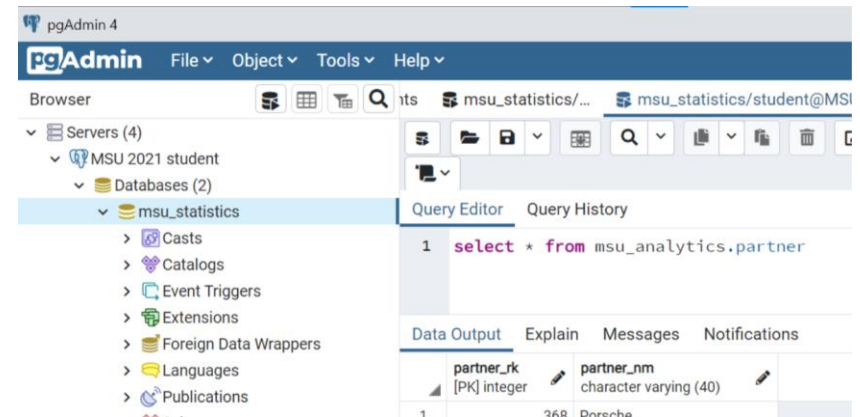 pgAdmin 4
pgAdmin File Object Tools Help
Browser
nts msu_statistics/... msu_statistics/student@MSU
Servers (4)
MSU 2021 student
Databases (2)
msu_statistics
Casts
Catalogs
Event Triggers
Extensions
Foreign Data Wrappers
Languages
Publications
Query Editor Query History
1 select * from msu_analytics.partner
Data Output Explain Messages Notifications
partner_rk partner_nm
[PK] integer character varying (40)
1 368 Porsche